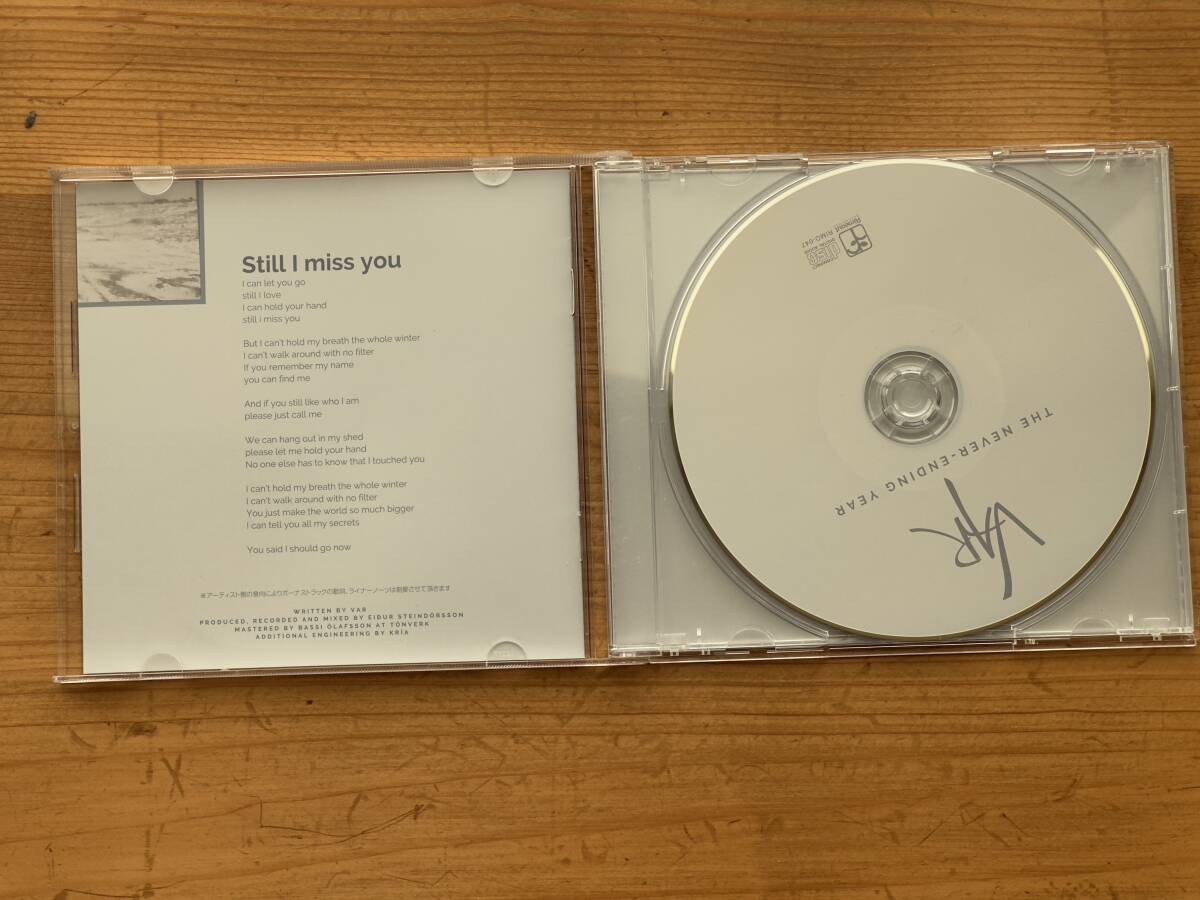 Still I miss you
I can let you go
still I love
I can hold your hand
still i miss you
But I can't hold my breath the whole winter
I can't walk around with no filter
If you remember my name
you can find me
And if you still like who I am
please just call me
We can hang out in my shed
please let me hold your hand
No one else has to know that I touched you
I can't hold my breath the whole winter
I can't walk around with no filter
You just make the world so much bigger
I can tell you all my secrets
You said I should go now
※アーティスト側の意向によりボーナストラックの歌詞、ライナーノーツは割愛させて頂きます
WRITTEN BY VAR
PRODUCED, RECORDED AND MIXED BY EIÐUR STEINDÓRSSON
MASTERED BY BASSI ÓLAFSSON AT TÓNVERK
ADDITIONAL ENGINEERING BY KRÍA
Rimeout RIMO-047
COMPACT
disc
DIGITAL AUDIO
THE NEVER-ENDING YEAR
VAR